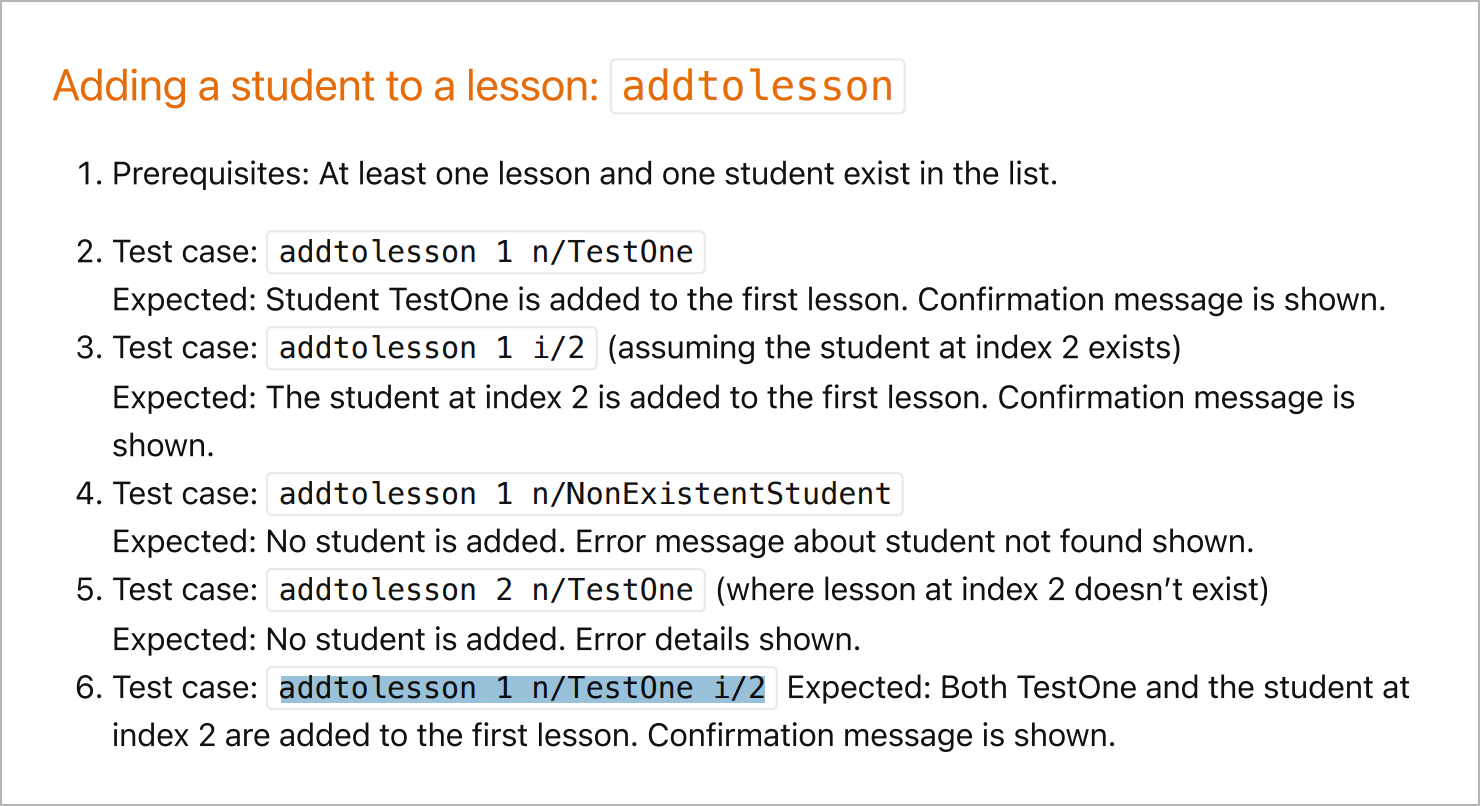 Adding a student to a lesson: addtolesson
1. Prerequisites: At least one lesson and one student exist in the list.
2. Test case: addtolesson 1 n/TestOne
Expected: Student TestOne is added to the first lesson. Confirmation message is shown.
3. Test case: addtolesson 1 i/2 (assuming the student at index 2 exists)
Expected: The student at index 2 is added to the first lesson. Confirmation message is
shown.
4. Test case: addtolesson 1 n/NonExistentStudent
Expected: No student is added. Error message about student not found shown.
5. Test case: addtolesson 2 n/TestOne (where lesson at index 2 doesn’t exist)
Expected: No student is added. Error details shown.
6. Test case: addtolesson 1 n/TestOne i/2 Expected: Both TestOne and the student at
index 2 are added to the first lesson. Confirmation message is shown.